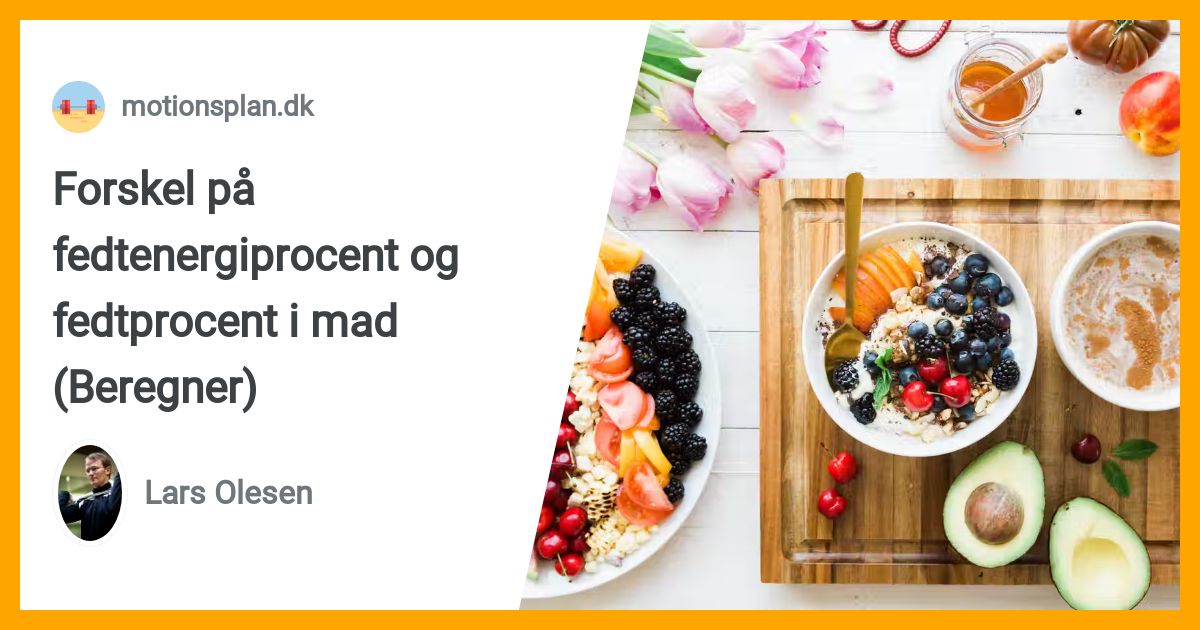 motionsplan.dk
Forskel på
fedtenergiprocent og
fedtprocent i mad
(Beregner)
Lars Olesen